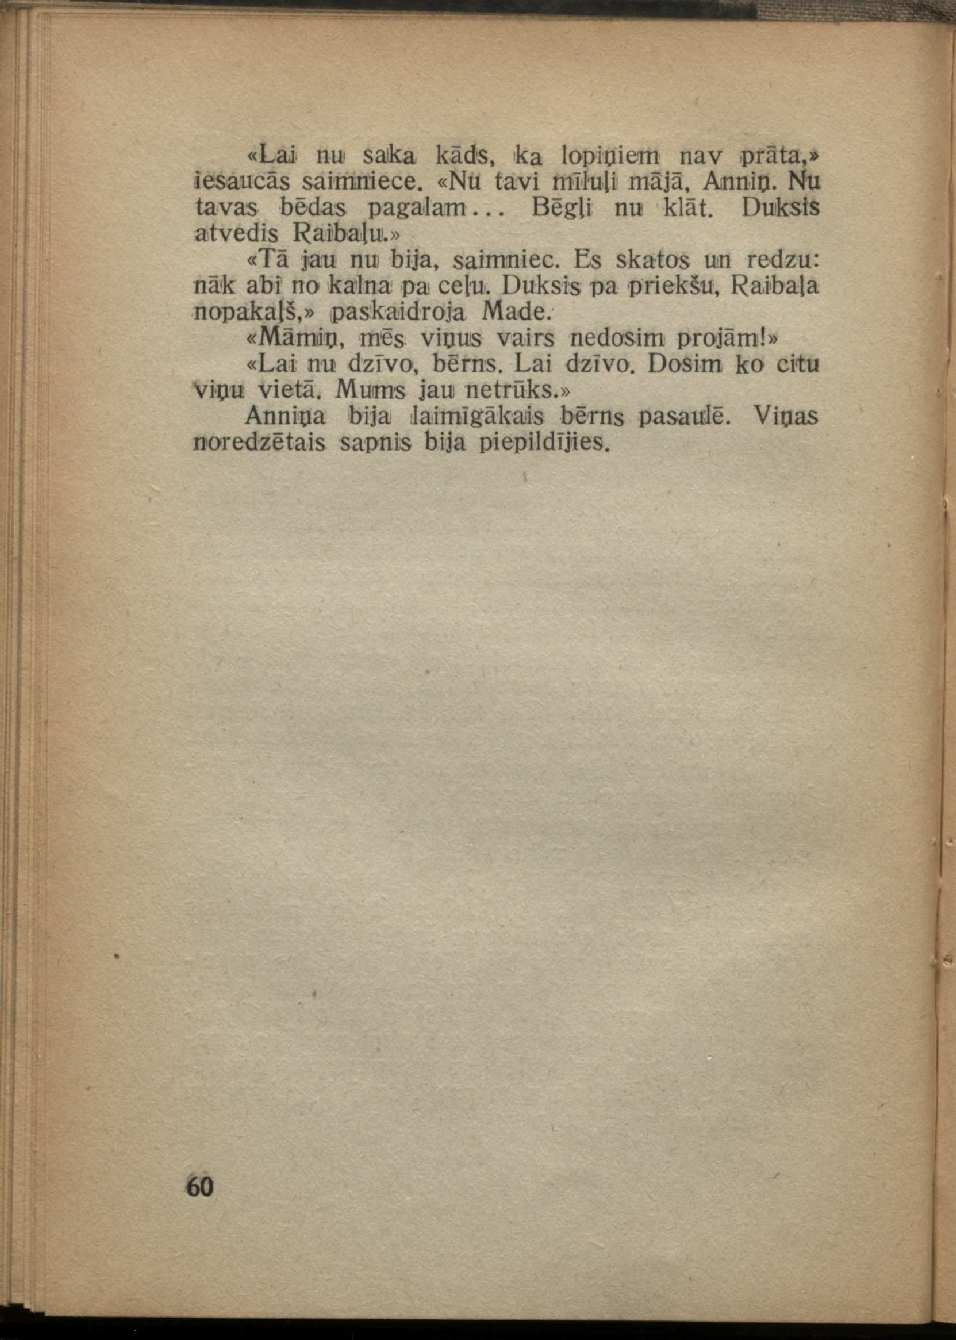 «Lai nu saka kāds, ka lopiņiem nav prāta,»
iesaucās saimniece. «Nu tavi mīluļi mājā, Anniņ. Nu
tavas bēdas pagalam... Bēgļi nu klāt. Duksis
atvedis Raibaļu.»
«Tā jau nu bija, saimniec. Es skatos un redzu:
nāk abi no kalna pa ceļu. Duksis pa priekšu, Raibaļa
nopakaļš,» paskaidroja Made.
«Māmiņ, mēs viņus vairs nedosim projām!»
«Lai nu dzīvo, bērns. Lai dzīvo. Dosim ko citu
viņu vietā. Mums jau netrūks.»
Anniņa bija laimīgākais bērns pasaulē. Viņas
noredzētais sapnis bija piepildījies.
60